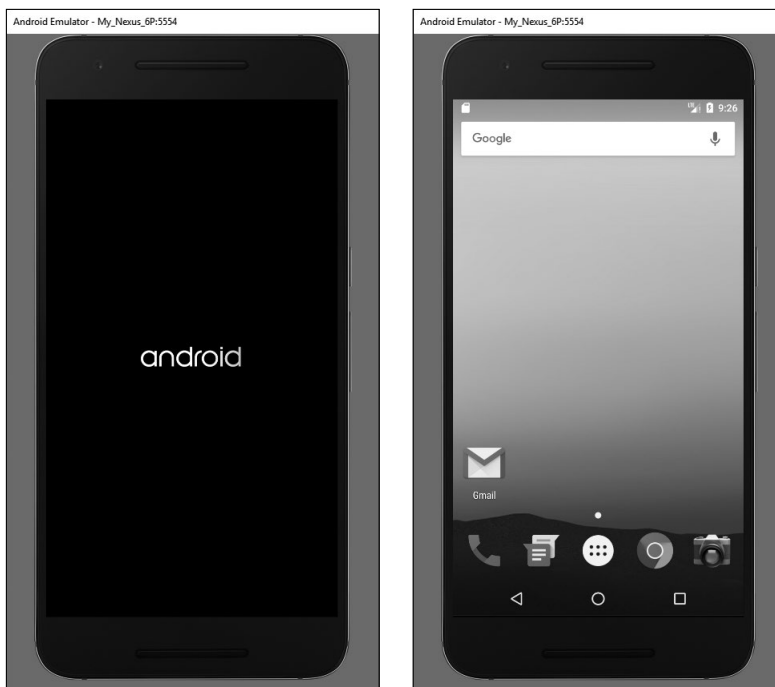 Android Emulator - My_Nexus_6P:5554
android
Android Emulator - My_Nexus_6P:5554
9:26
Google
Gmail